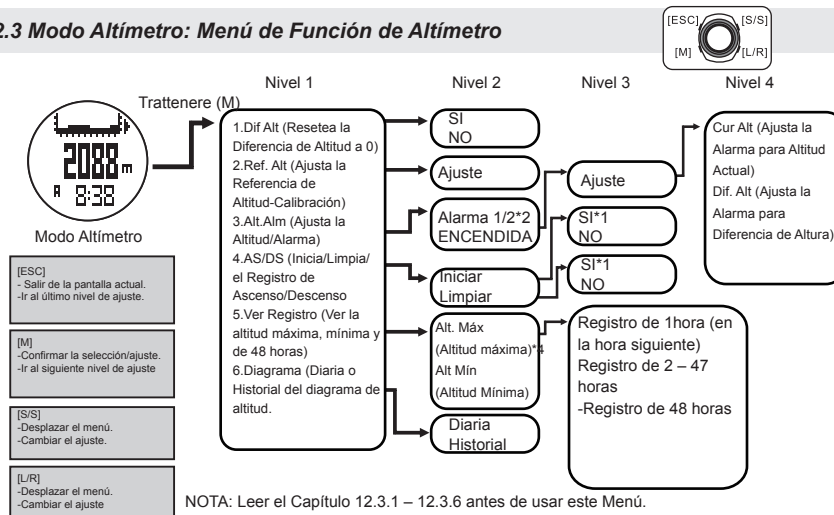 2.3 Modo Altímetro: Menú de Función de Altímetro
[ESC]
[S/S]
[M]
[L/R]
Nivel 1
Nivel 2
Nivel 3
Nivel 4
Trattenere (M)
2088m
A 8:38
Modo Altímetro
[ESC]
- Salir de la pantalla actual.
-Ir al último nivel de ajuste.
[M]
-Confirmar la selección/ajuste.
-Ir al siguiente nivel de ajuste
[S/S]
-Desplazar el menú.
-Cambiar el ajuste.
[L/R]
-Desplazar el menú.
-Cambiar el ajuste
1.Dif Alt (Resetea la
Diferencia de Altitud a 0)
2.Ref. Alt (Ajusta la
Referencia de
Altitud-Calibración)
3.Alt.Alm (Ajusta la
Altitud/Alarma)
4.AS/DS (Inicia/Limpia/
el Registro de
Ascenso/Descenso
5.Ver Registro (Ver la
altitud máxima, mínima y
de 48 horas)
6.Diagrama (Diaria o
Historial del diagrama de
altitud.
SI
NO
Ajuste
Alarma 1/2*2
ENCENDIDA
Iniciar
Limpiar
Alt. Máx
(Altitud máxima)*4
Alt Mín
(Altitud Mínima)
Diaria
Historial
Ajuste
SI*1
NO
SI*1
NO
Registro de 1hora (en
la hora siguiente)
Registro de 2 – 47
horas
-Registro de 48 horas
Cur Alt (Ajusta la
Alarma para Altitud
Actual)
Dif. Alt (Ajusta la
Alarma para
Diferencia de Altura)
NOTA: Leer el Capítulo 12.3.1 – 12.3.6 antes de usar este Menú.